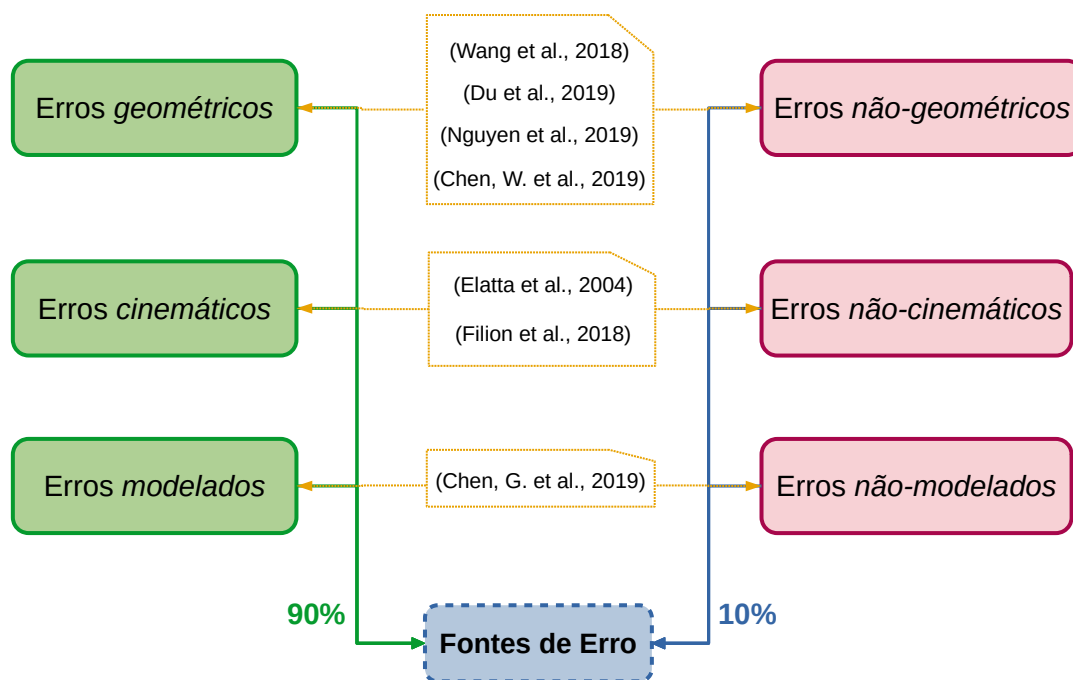 (Wang et al., 2018)
(Du et al., 2019)
(Nguyen et al., 2019)
(Chen, W. et al., 2019)
Erros geométricos
Erros não-geométricos
(Elatta et al., 2004)
(Filion et al., 2018)
Erros cinemáticos
Erros não-cinemáticos
(Chen, G. et al., 2019)
Erros modelados
Erros não-modelados
90%
10%
Fontes de Erro